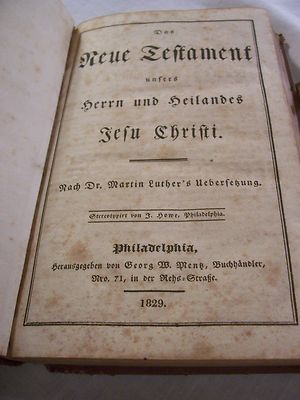 Das
Neue Testament
unsers
Herrn und Heilandes
Jesu Christi.
Nach Dr. Martin Luther's Uebersetzung.
Stereotypirt von J. Howe, Philadelphia.
Philadelphia,
Herausgegeben von Georg W. Mentz, Buchhändler,
Nro. 71, in der Rehs-Straße.
1829.